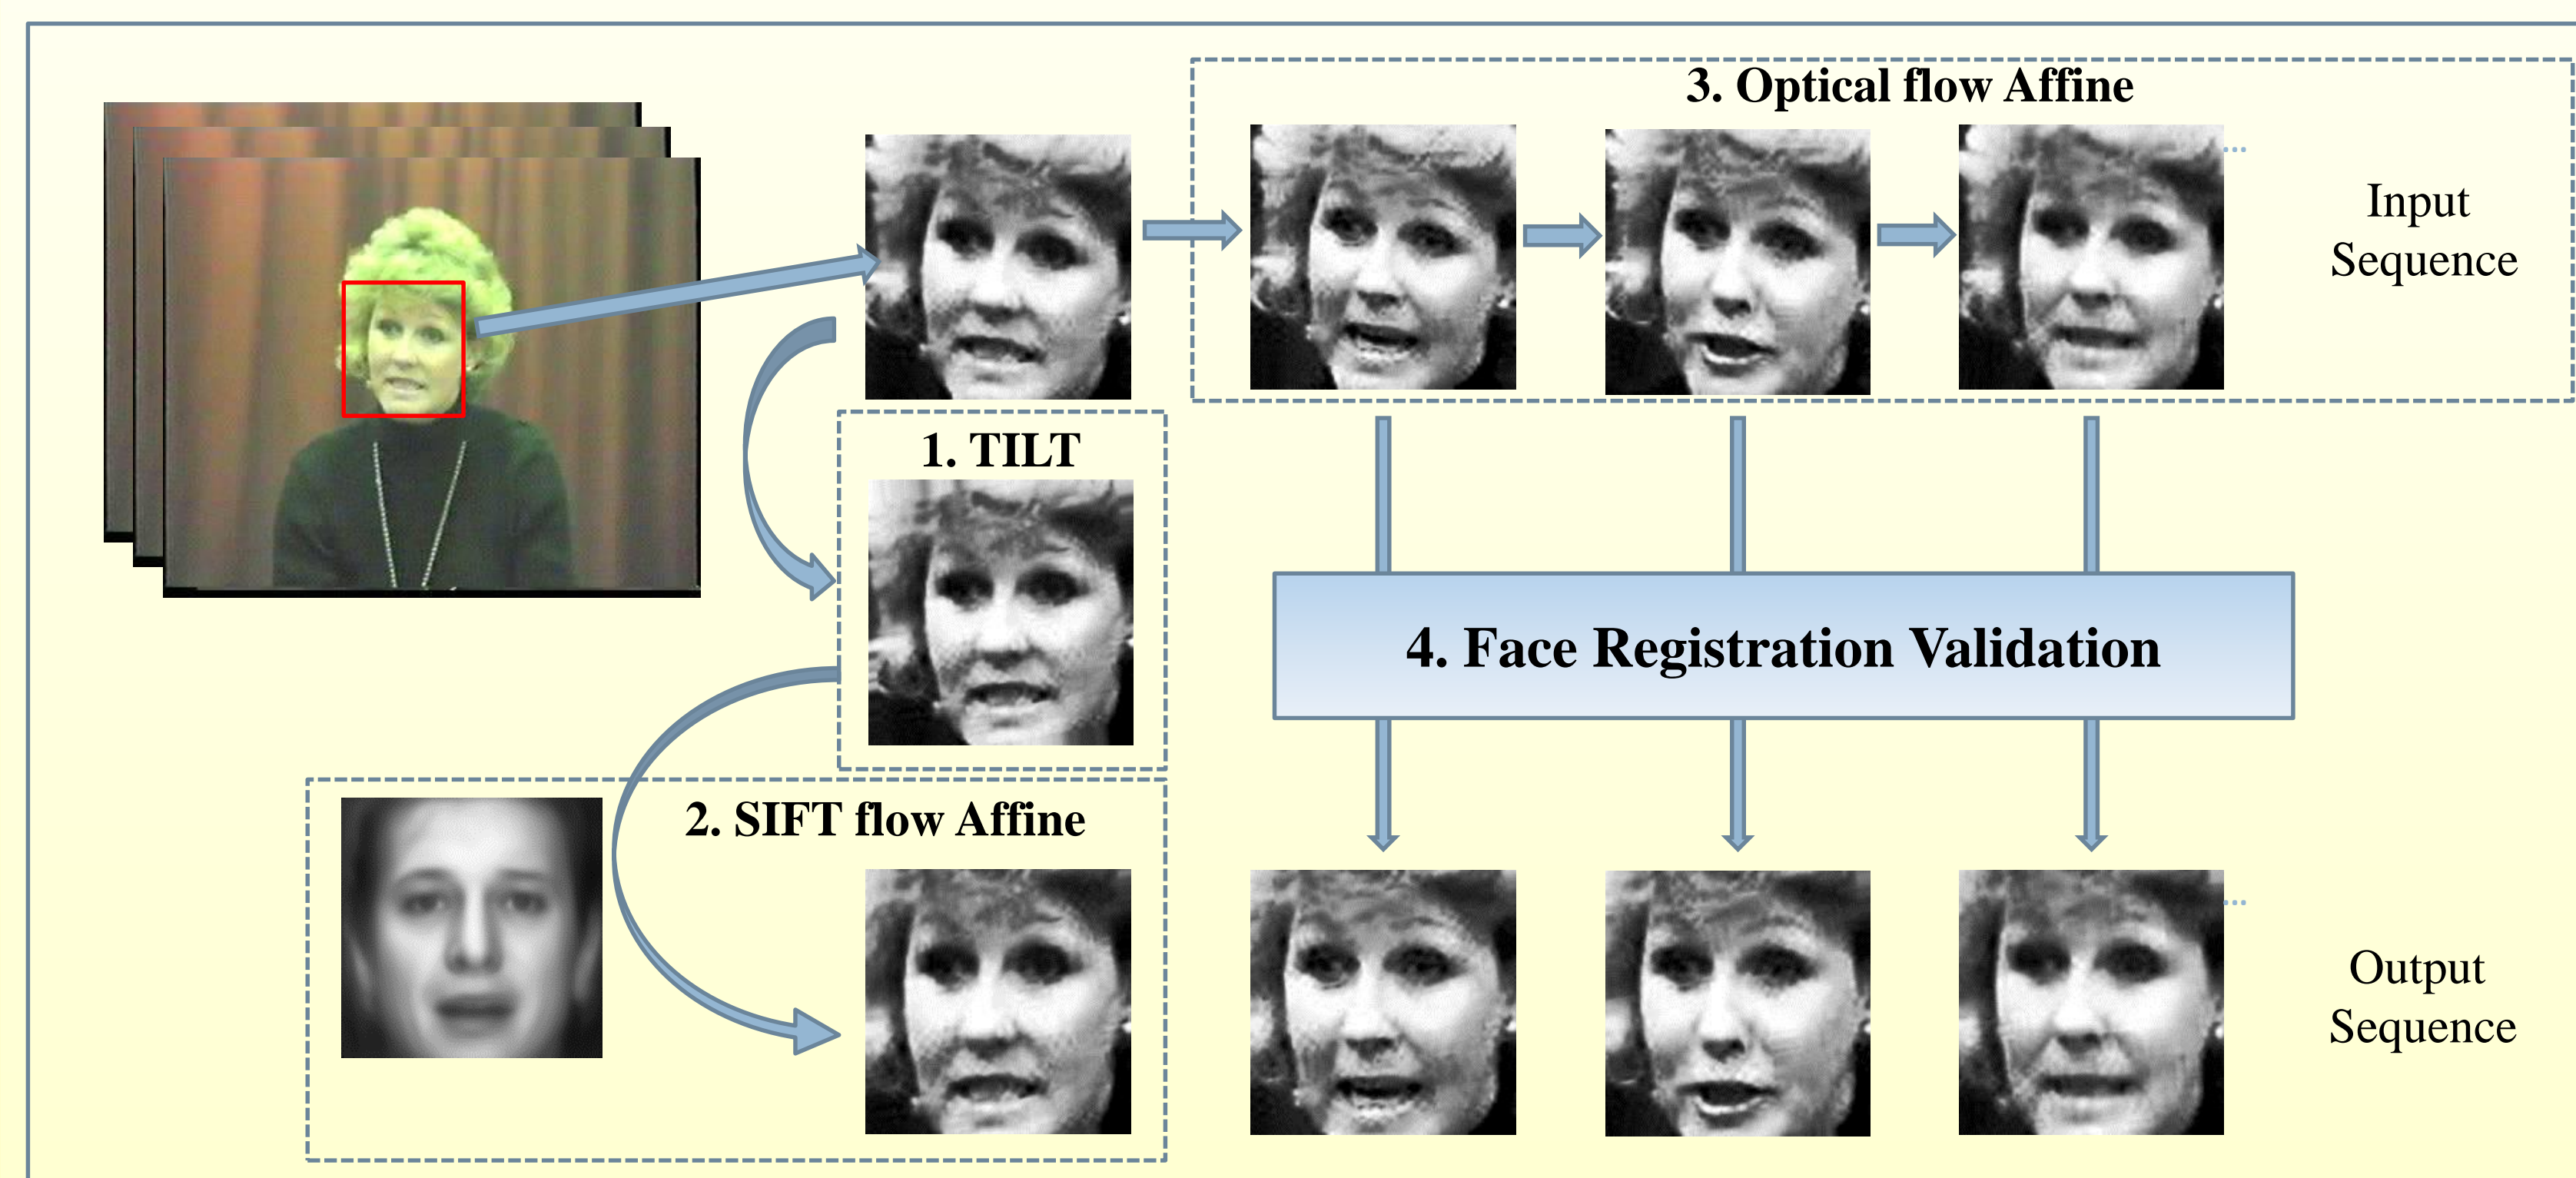 3. Optical flow Affine
Input
Sequence
1. TILT
4. Face Registration Validation
2. SIFT flow Affine
Output
Sequence